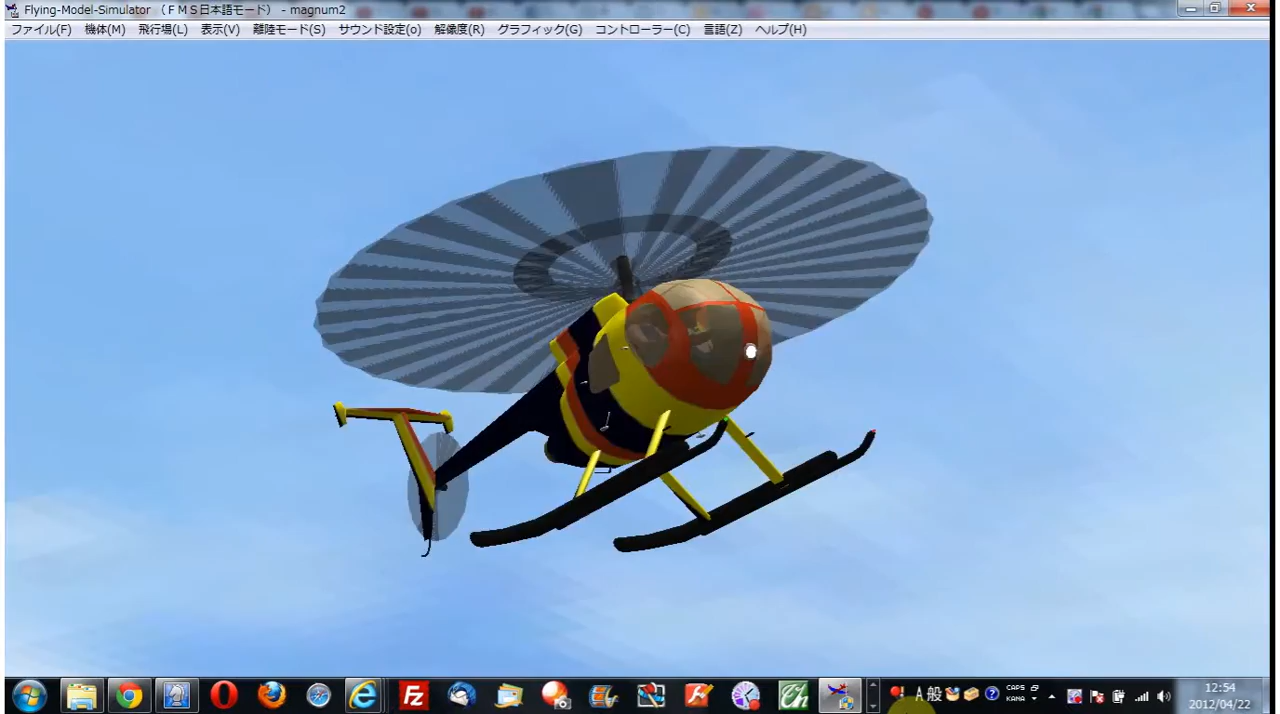 Flying-Model-Simulator （ＦＭＳ日本語モード） - magnum2
ファイル(F) 機体(M) 飛行場(L) 表示(V) 離陸モード(S) サウンド設定(o) 解像度(R) グラフィック(G) コントローラー(C) 言語(Z) ヘルプ(H)
Fz
Ch
A 般
CAPS
KANA
12:54
2012/04/22